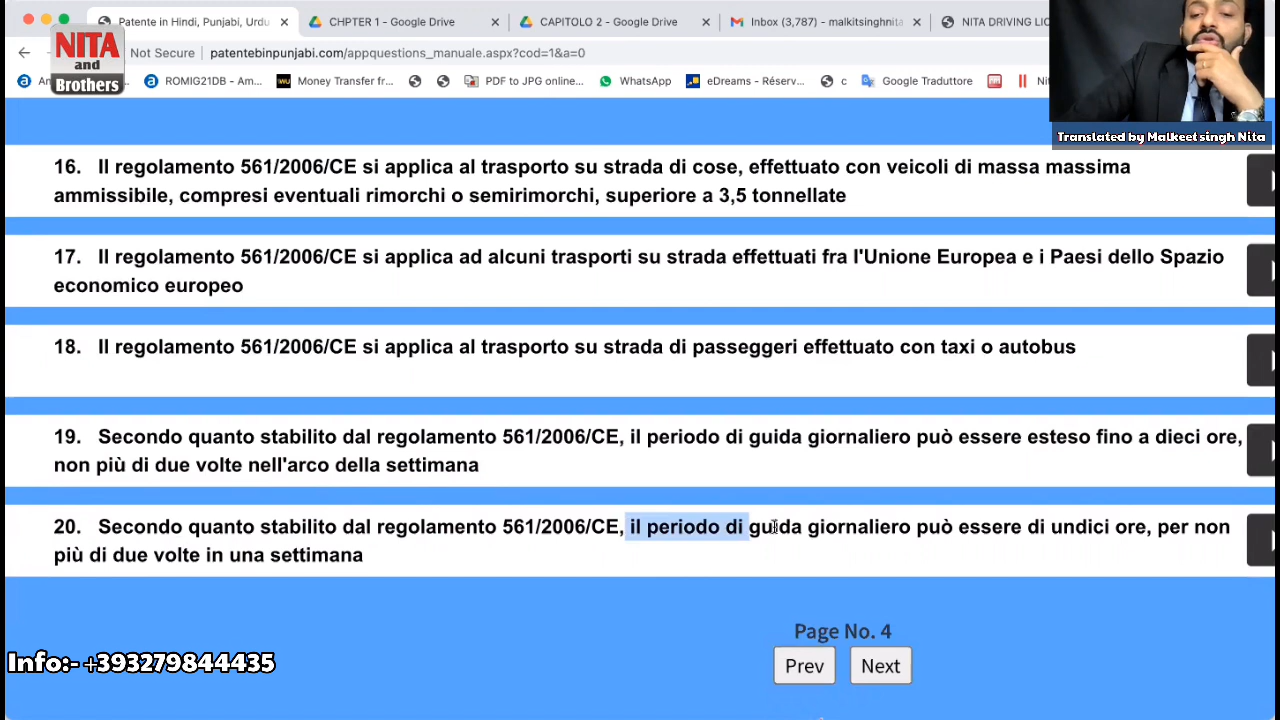 Patente in Hindi, Punjabi, Urdu
CHPTER 1 - Google Drive
CAPITOLO 2 - Google Drive
Inbox (3,787) - malkitsinghnita
NITA DRIVING LIC
NITA
and
Brothers
Not Secure
patentebinpunjabi.com/appquestions_manuale.aspx?cod=1&a=0
ROMIG21DB - Am...
Money Transfer fr...
PDF to JPG online...
WhatsApp
eDreams : Réserv...
c
Google Traduttore
Translated by Malkeet singh Nita
16. Il regolamento 561/2006/CE si applica al trasporto su strada di cose, effettuato con veicoli di massa massima
ammissibile, compresi eventuali rimorchi o semirimorchi, superiore a 3,5 tonnellate
17. Il regolamento 561/2006/CE si applica ad alcuni trasporti su strada effettuati fra l'Unione Europea e i Paesi dello Spazio
economico europeo
18. Il regolamento 561/2006/CE si applica al trasporto su strada di passeggeri effettuato con taxi o autobus
19. Secondo quanto stabilito dal regolamento 561/2006/CE, il periodo di guida giornaliero può essere esteso fino a dieci ore,
non più di due volte nell'arco della settimana
20. Secondo quanto stabilito dal regolamento 561/2006/CE, il periodo di guida giornaliero può essere di undici ore, per non
più di due volte in una settimana
Page No. 4
Prev
Next
Info:- +393279844435